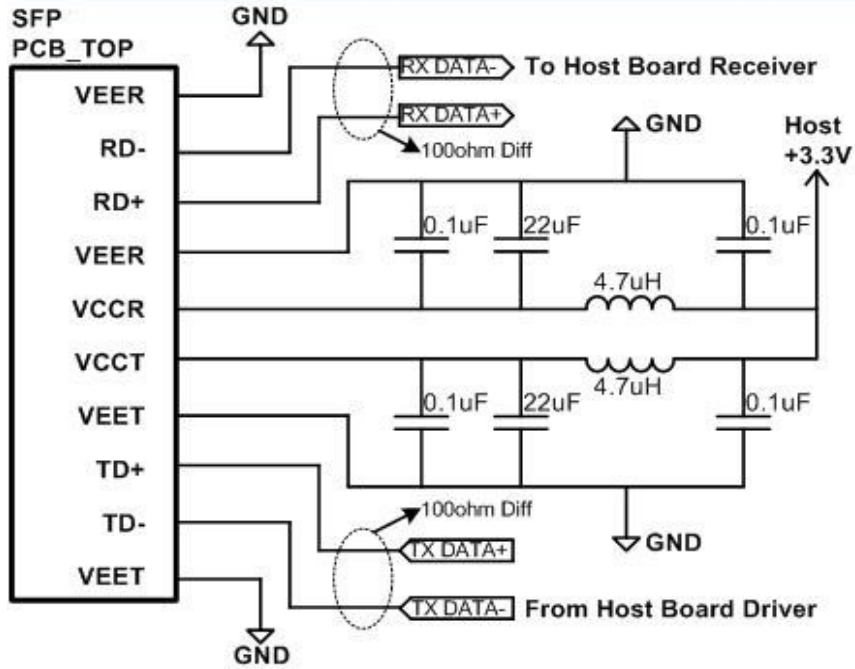 SFP
PCB_TOP
GND
VEER
RD-
RD+
VEER
VCCR
VCCT
VEET
TD+
TD-
VEET
RX DATA-
To Host Board Receiver
RX DATA+
100ohm Diff
GND
Host
+3.3V
0.1uF
22uF
0.1uF
4.7uH
4.7uH
0.1uF
22uF
0.1uF
100ohm Diff
GND
TX DATA+
TX DATA-
From Host Board Driver
GND